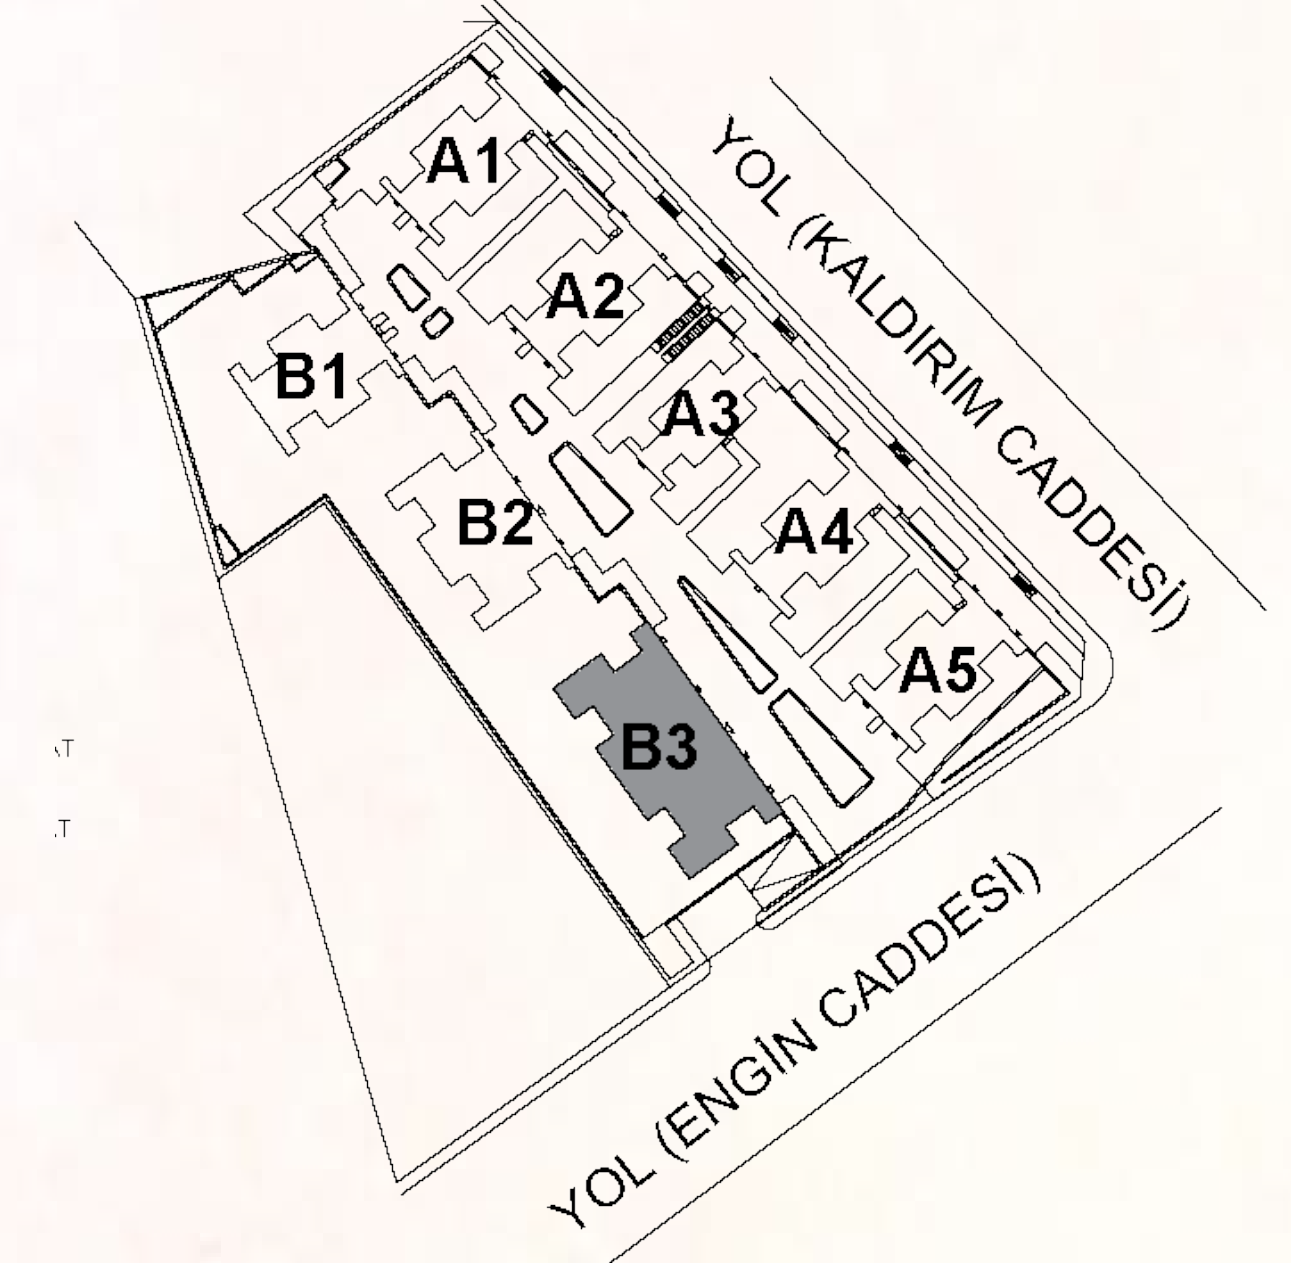 A1
YOL (KALDIRIM CADDESİ)
A2
B1
A3
B2
A4
A5
B3
YOL (ENGİN CADDESİ)